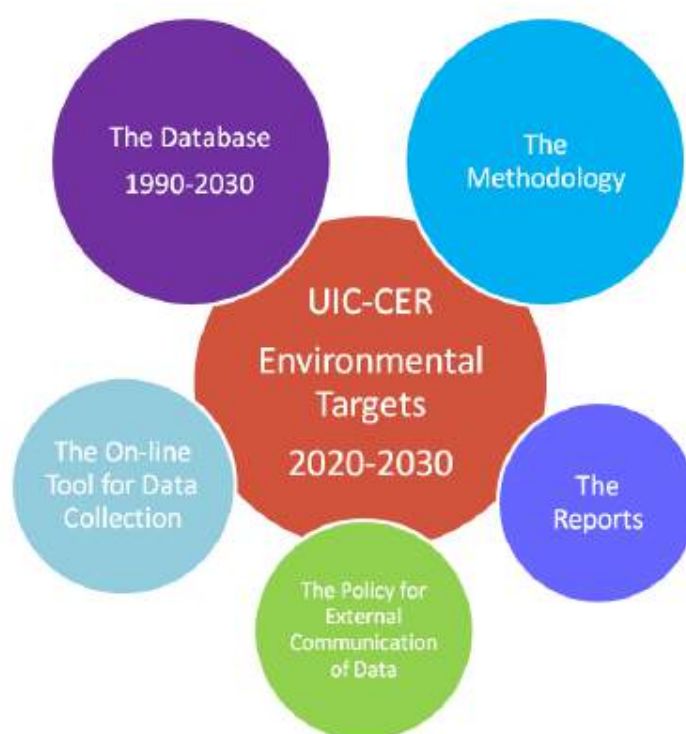 The Database
1990-2030
The
Methodology
UIC-CER
Environmental
Targets
2020-2030
The On-line
Tool for Data
Collection
The
Reports
The Policy for
External
Communication
of Data